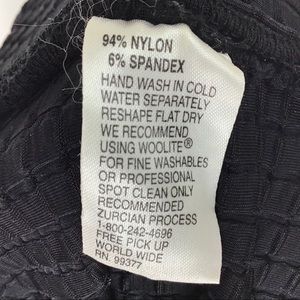 94% NYLON
6% SPANDEX
HAND WASH IN COLD
WATER SEPARATELY
RESHAPE FLAT DRY
WE RECOMMEND
USING WOOLITE®
FOR FINE WASHABLES
OR PROFESSIONAL
SPOT CLEAN ONLY
RECOMMENDED
ZURCIAN PROCESS
1-800-242-4696
FREE PICK UP
WORLD WIDE
RN. 99377